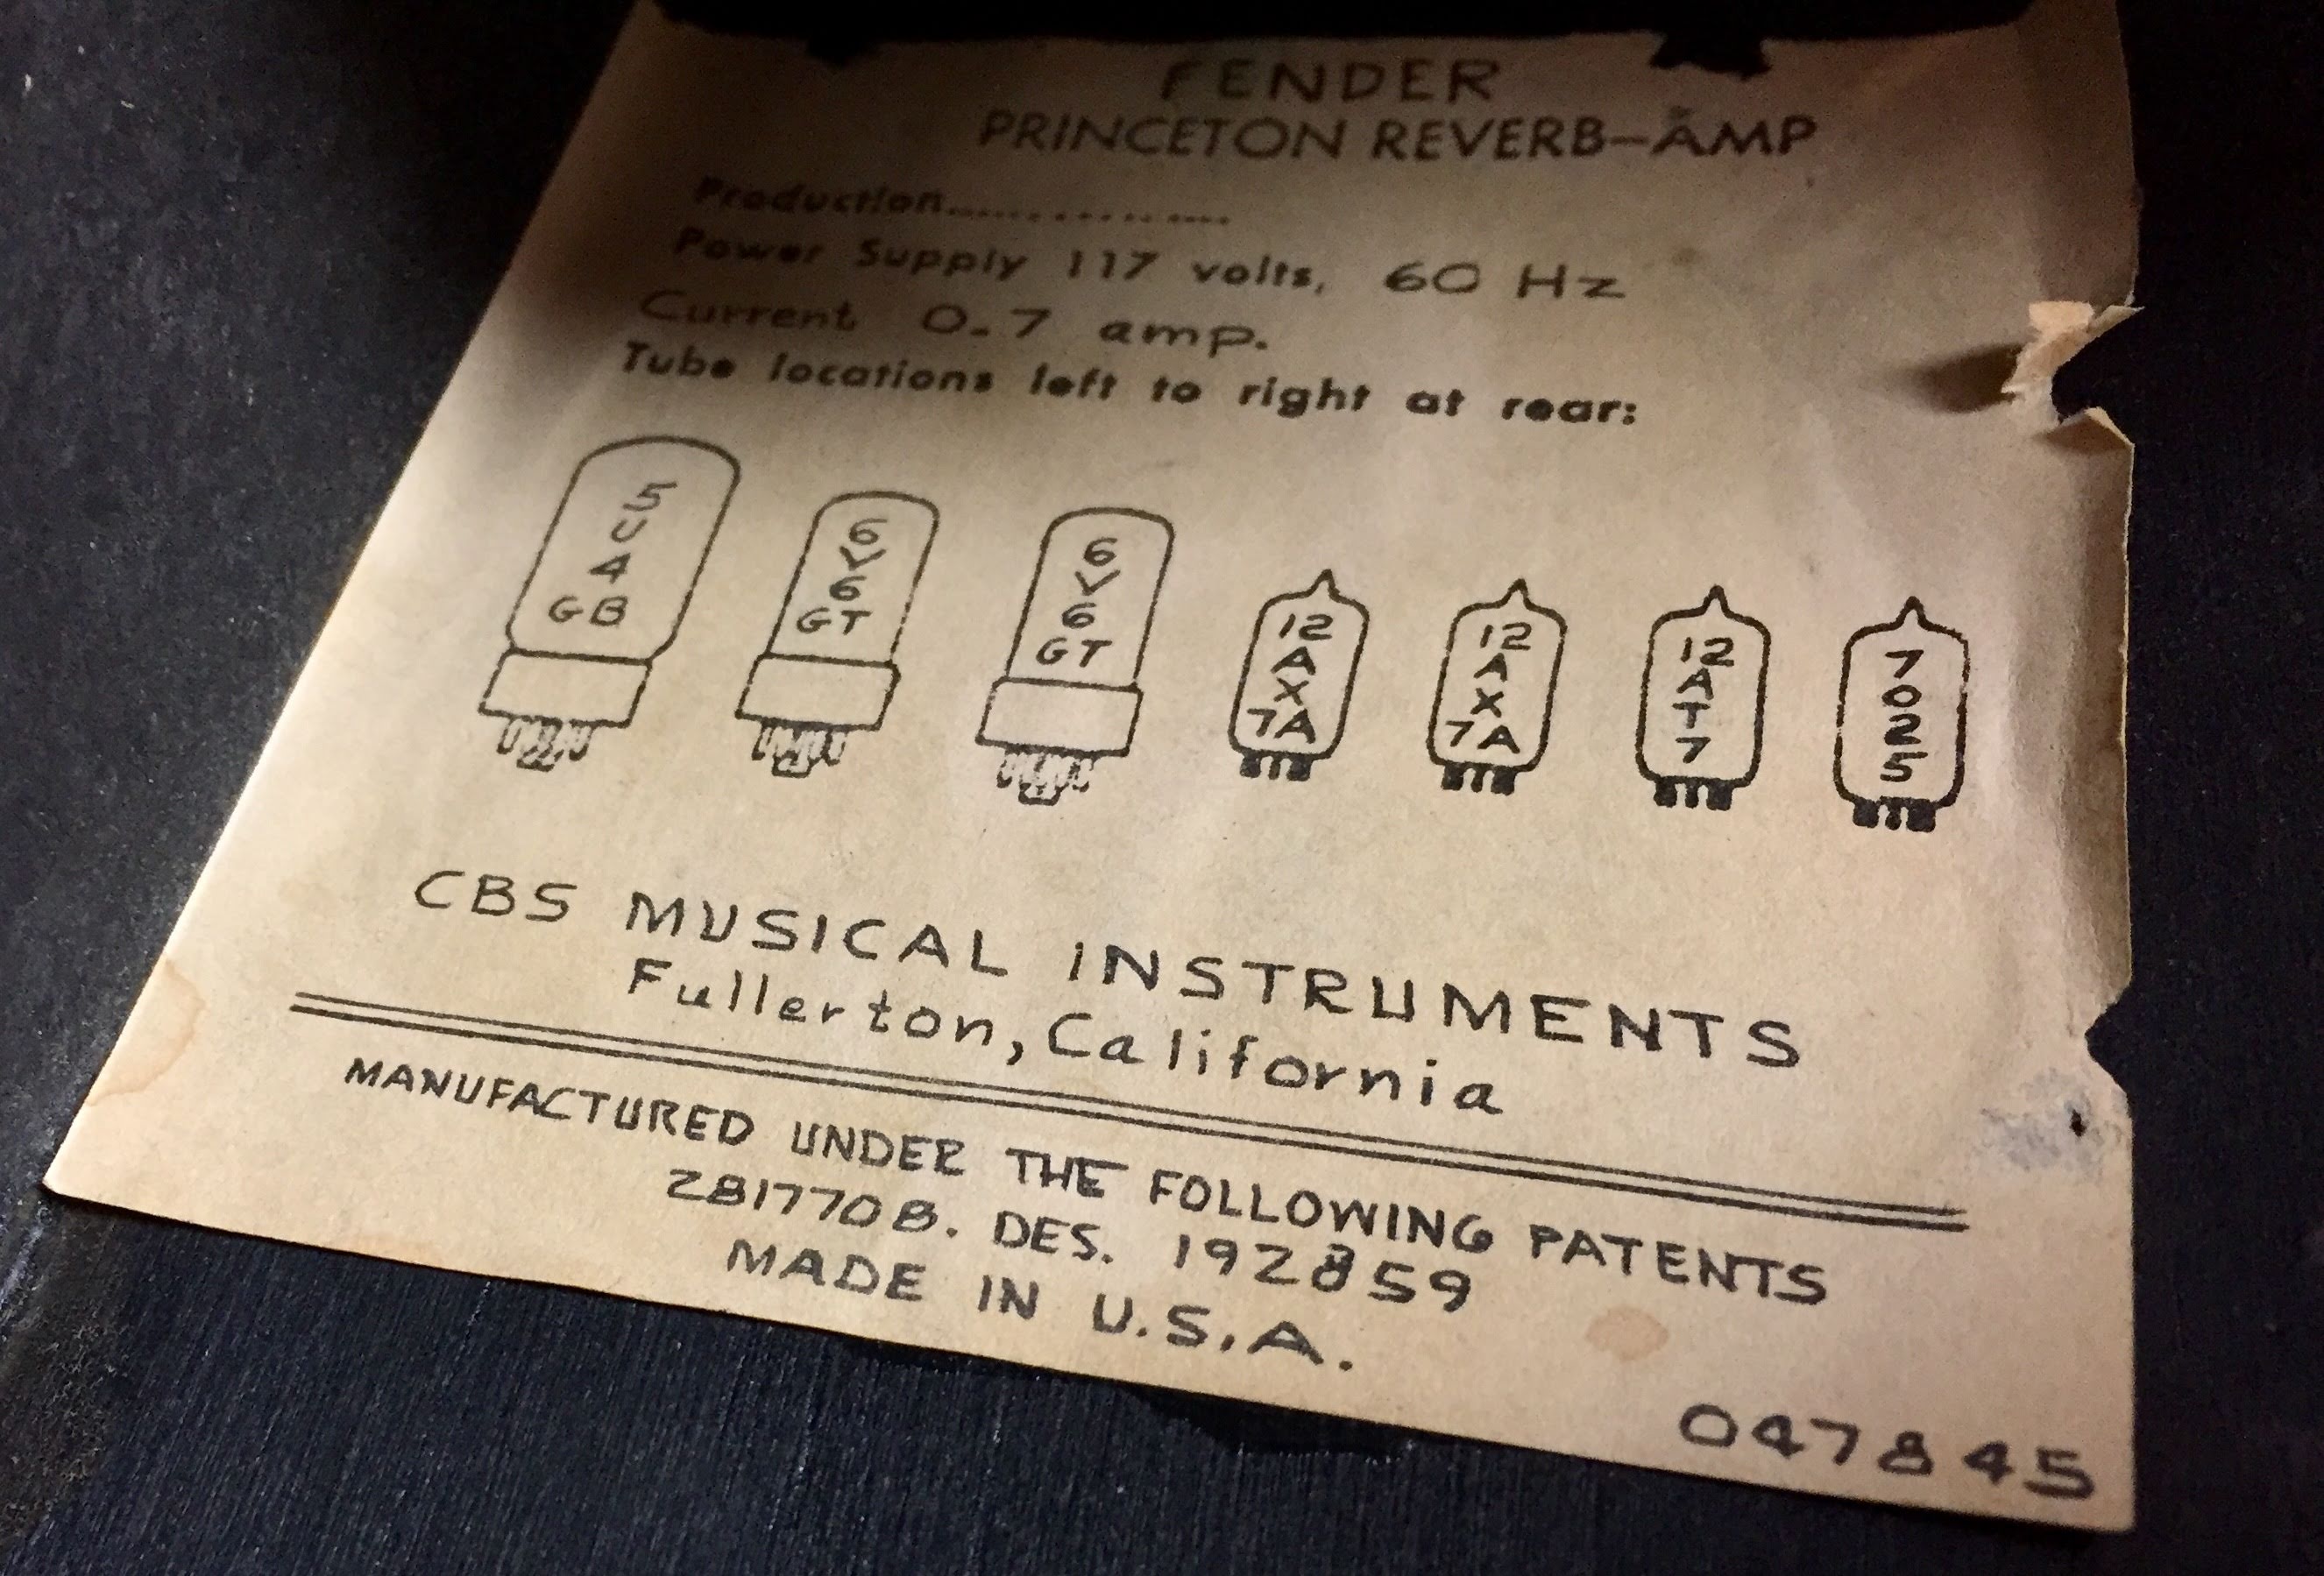 FENDER
PRINCETON REVERB-AMP
Production..................
Power Supply 117 volts, 60 Hz
Current 0.7 amp.
Tube locations left to right at rear:
5U4GB 6V6GT 6V6GT 12AX7A 12AX7A 12AT7 7025
CBS MUSICAL INSTRUMENTS
Fullerton, California
MANUFACTURED UNDER THE FOLLOWING PATENTS
2817708. DES. 192859
MADE IN U.S.A.
047845